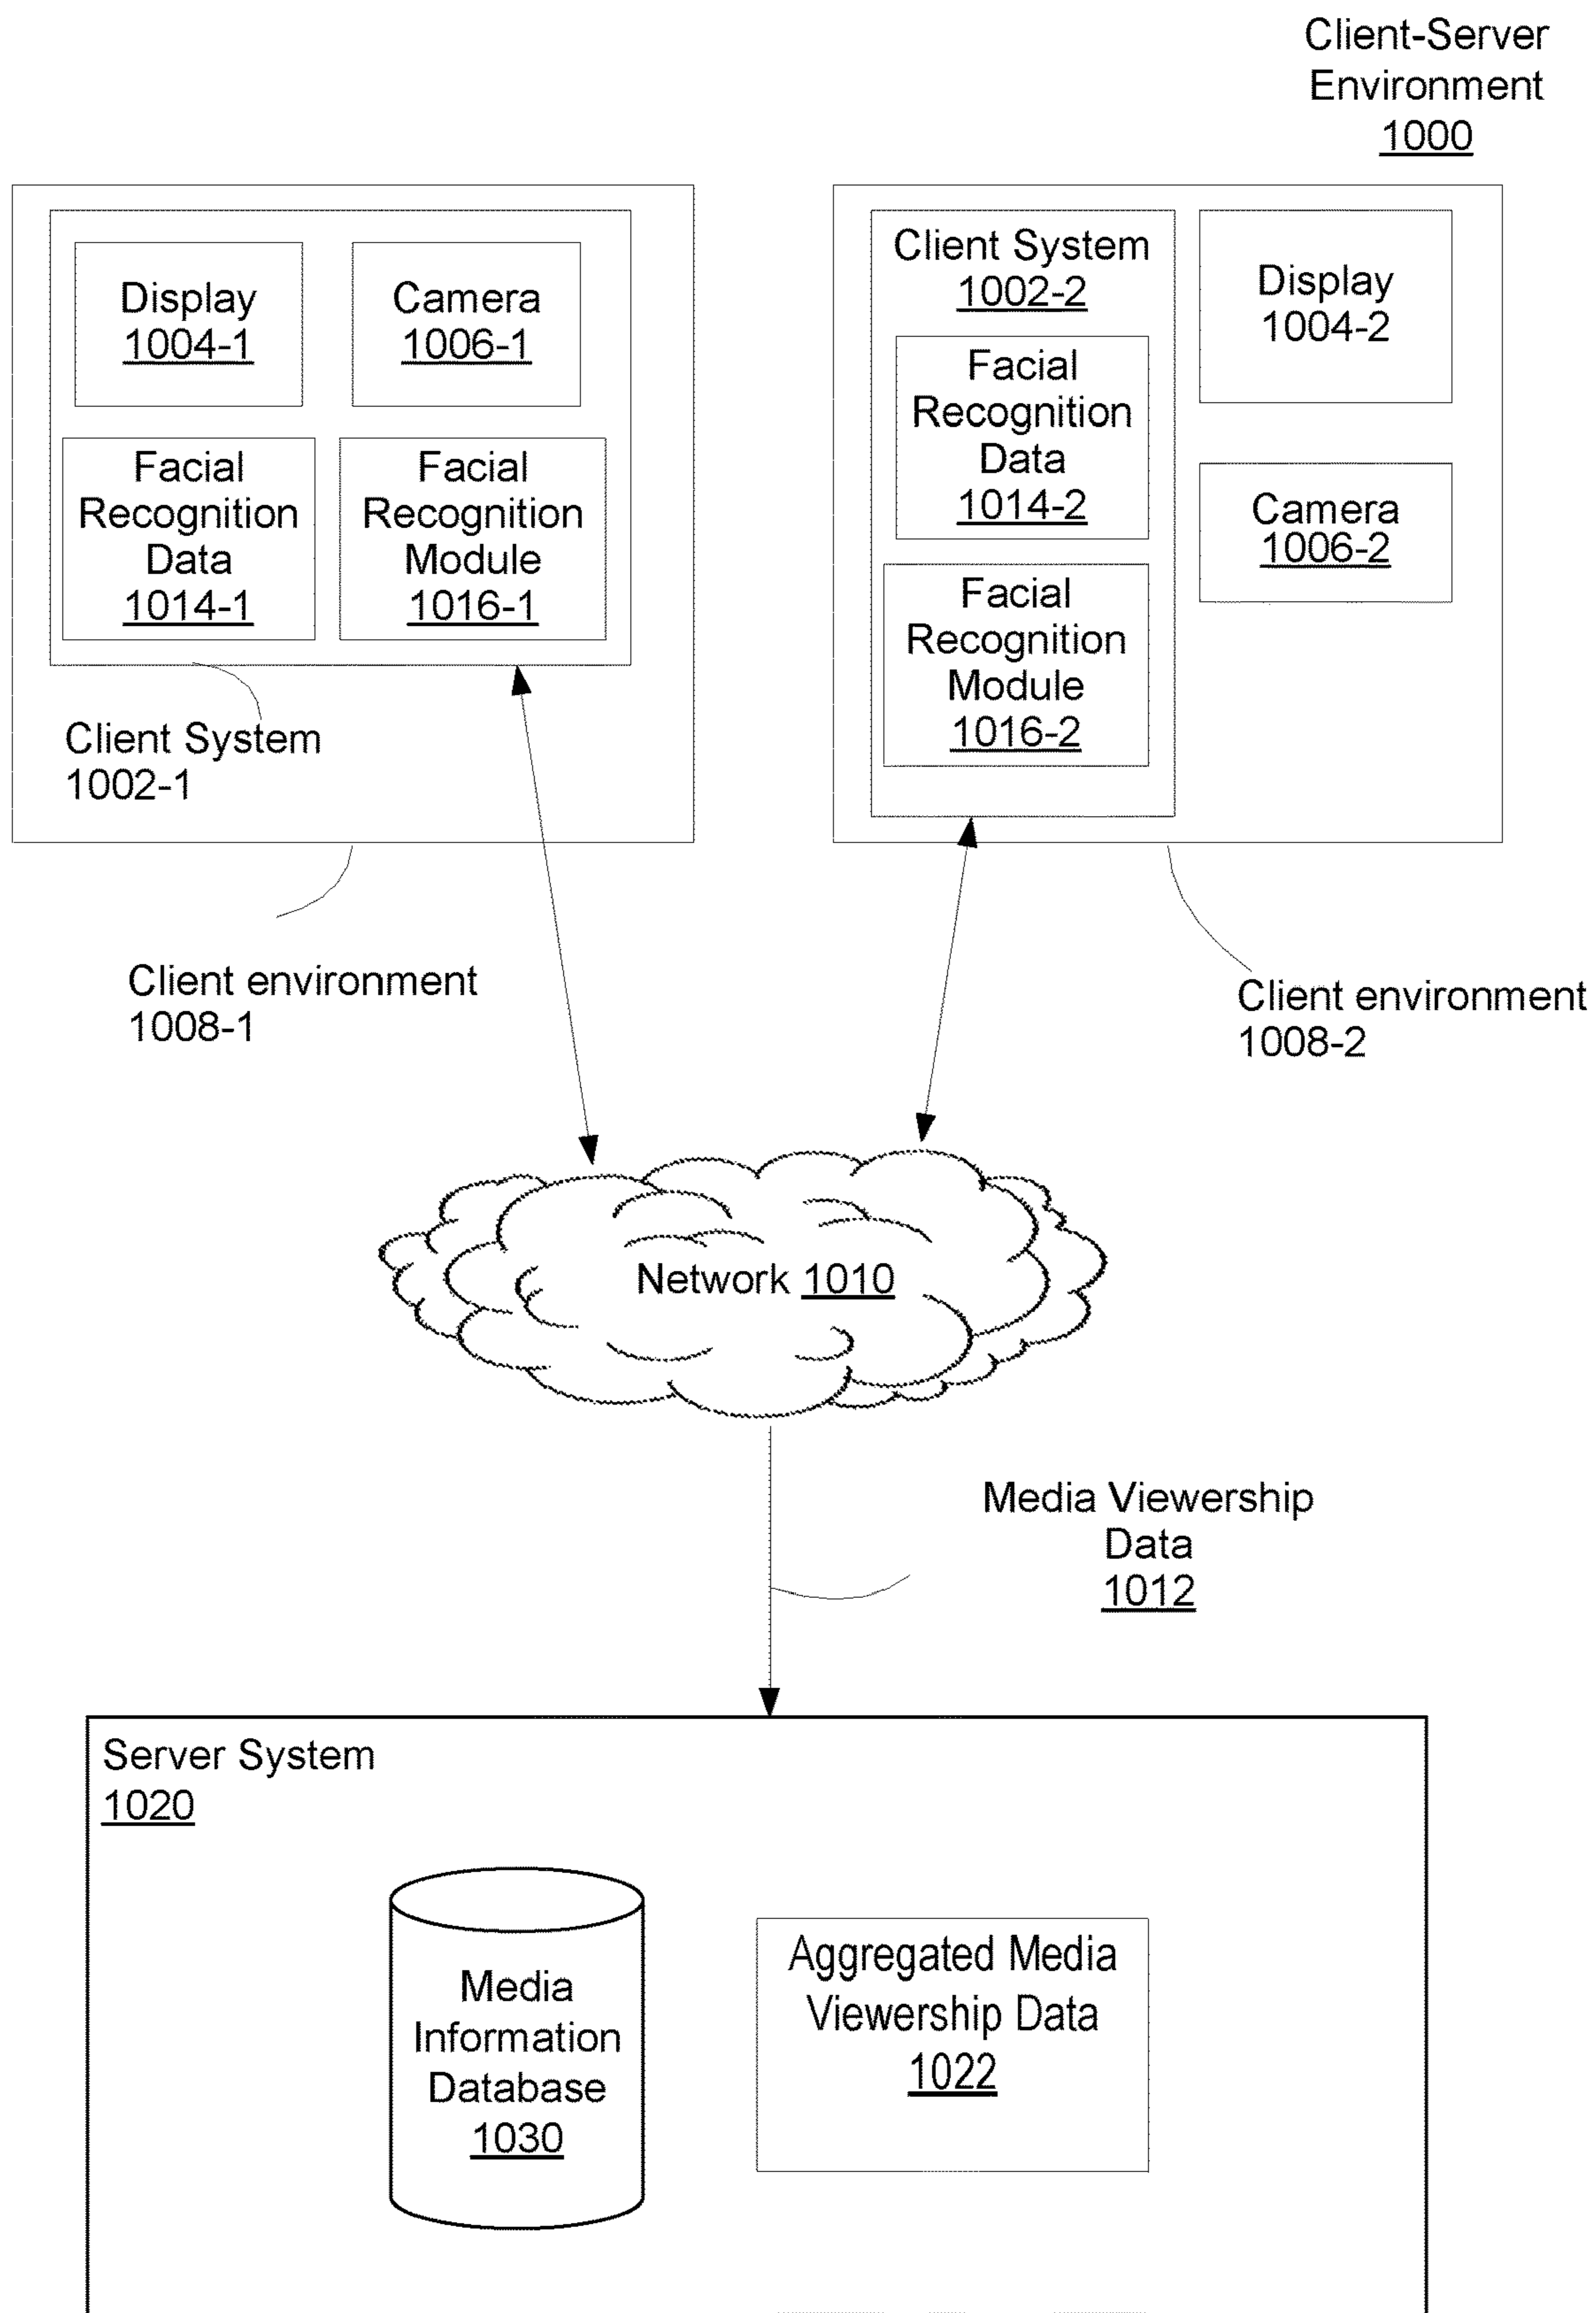 Client-Server
Environment
1000
Display
1004-1
Camera
1006-1
Facial
Recognition
Data
1014-1
Facial
Recognition
Module
1016-1
Client System
1002-1
Client environment
1008-1
Client System
1002-2
Facial
Recognition
Data
1014-2
Facial
Recognition
Module
1016-2
Display
1004-2
Camera
1006-2
Client environment
1008-2
Network 1010
Media Viewership
Data
1012
Server System
1020
Media
Information
Database
1030
Aggregated Media
Viewership Data
1022